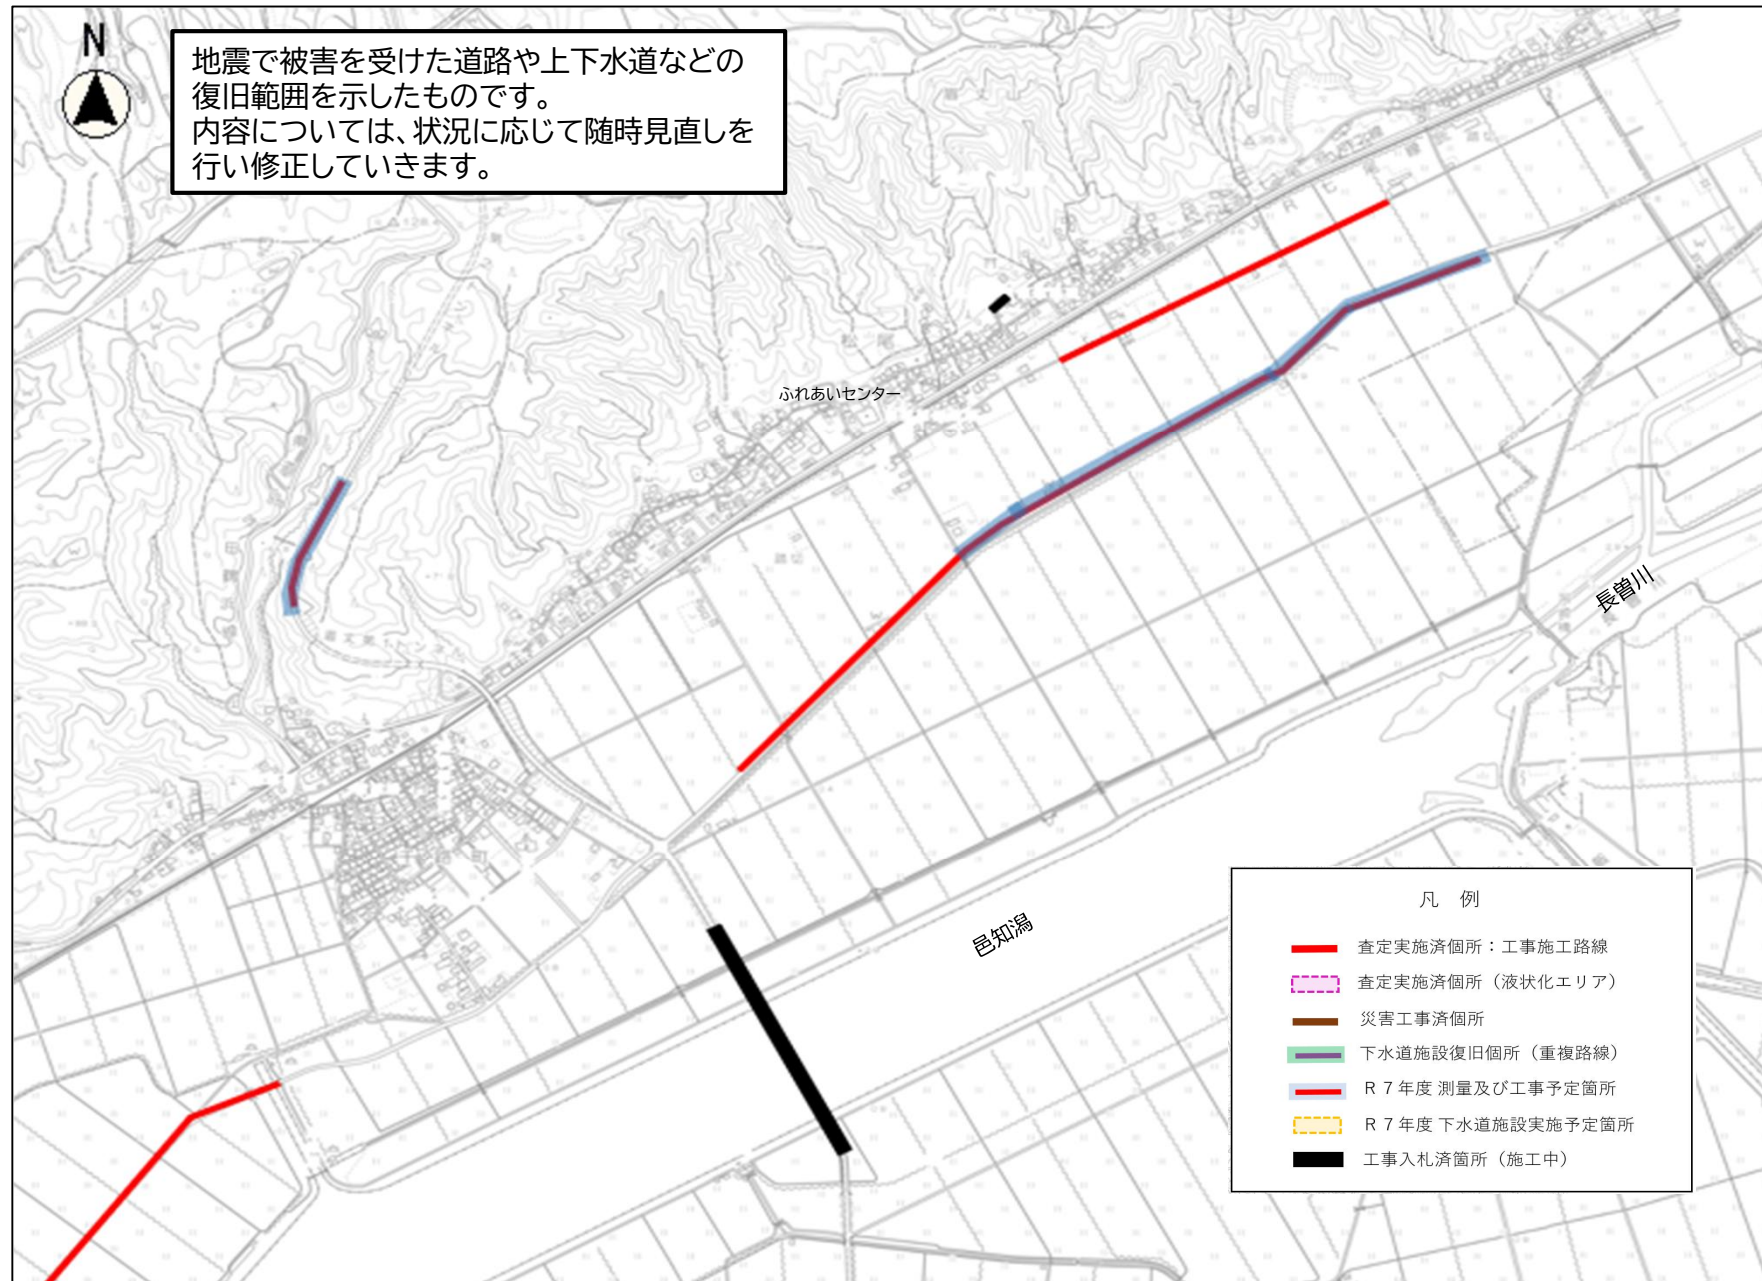 N
地震で被害を受けた道路や上下水道などの
復旧範囲を示したものです。
内容については、状況に応じて随時見直しを
行い修正していきます。
松尾
ふれあいセンター
長曽川
邑知潟
凡 例
査定実施済個所：工事施工路線
査定実施済個所（液状化エリア）
災害工事済個所
下水道施設復旧個所（重複路線）
Ｒ７年度 測量及び工事予定箇所
Ｒ７年度 下水道施設実施予定箇所
工事入札済箇所（施工中）